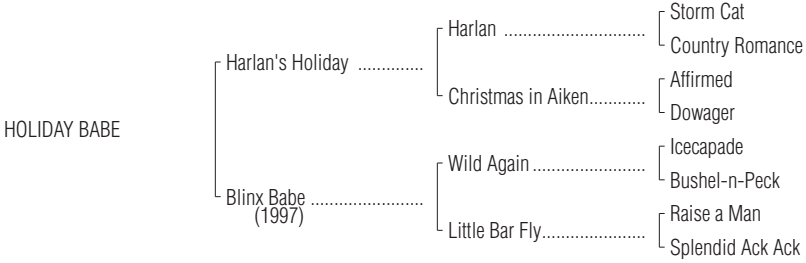 Storm Cat
Harlan ..............................
Country Romance
Harlan's Holiday ..............
Affirmed
Christmas in Aiken............
Dowager
HOLIDAY BABE
Icecapade
Wild Again ........................
Bushel-n-Peck
Blinx Babe ........................
(1997)
Raise a Man
Little Bar Fly......................
Splendid Ack Ack